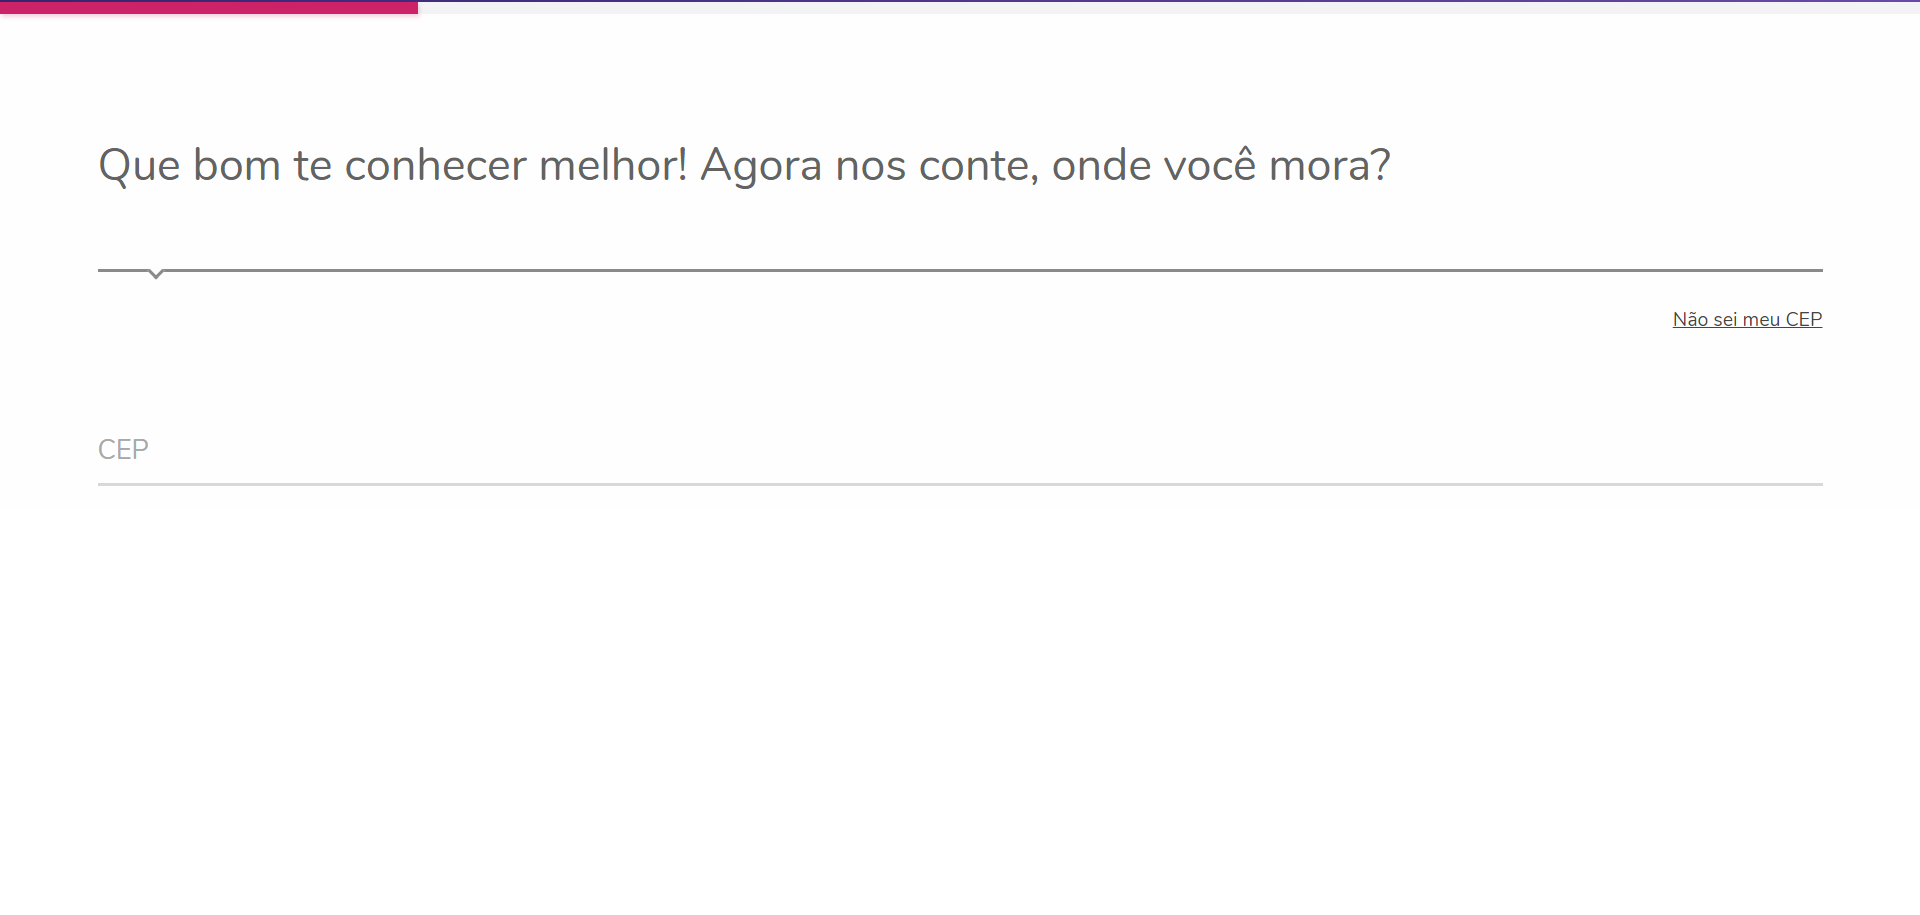 Que bom te conhecer melhor! Agora nos conte, onde você mora?
Não sei meu CEP
CEP